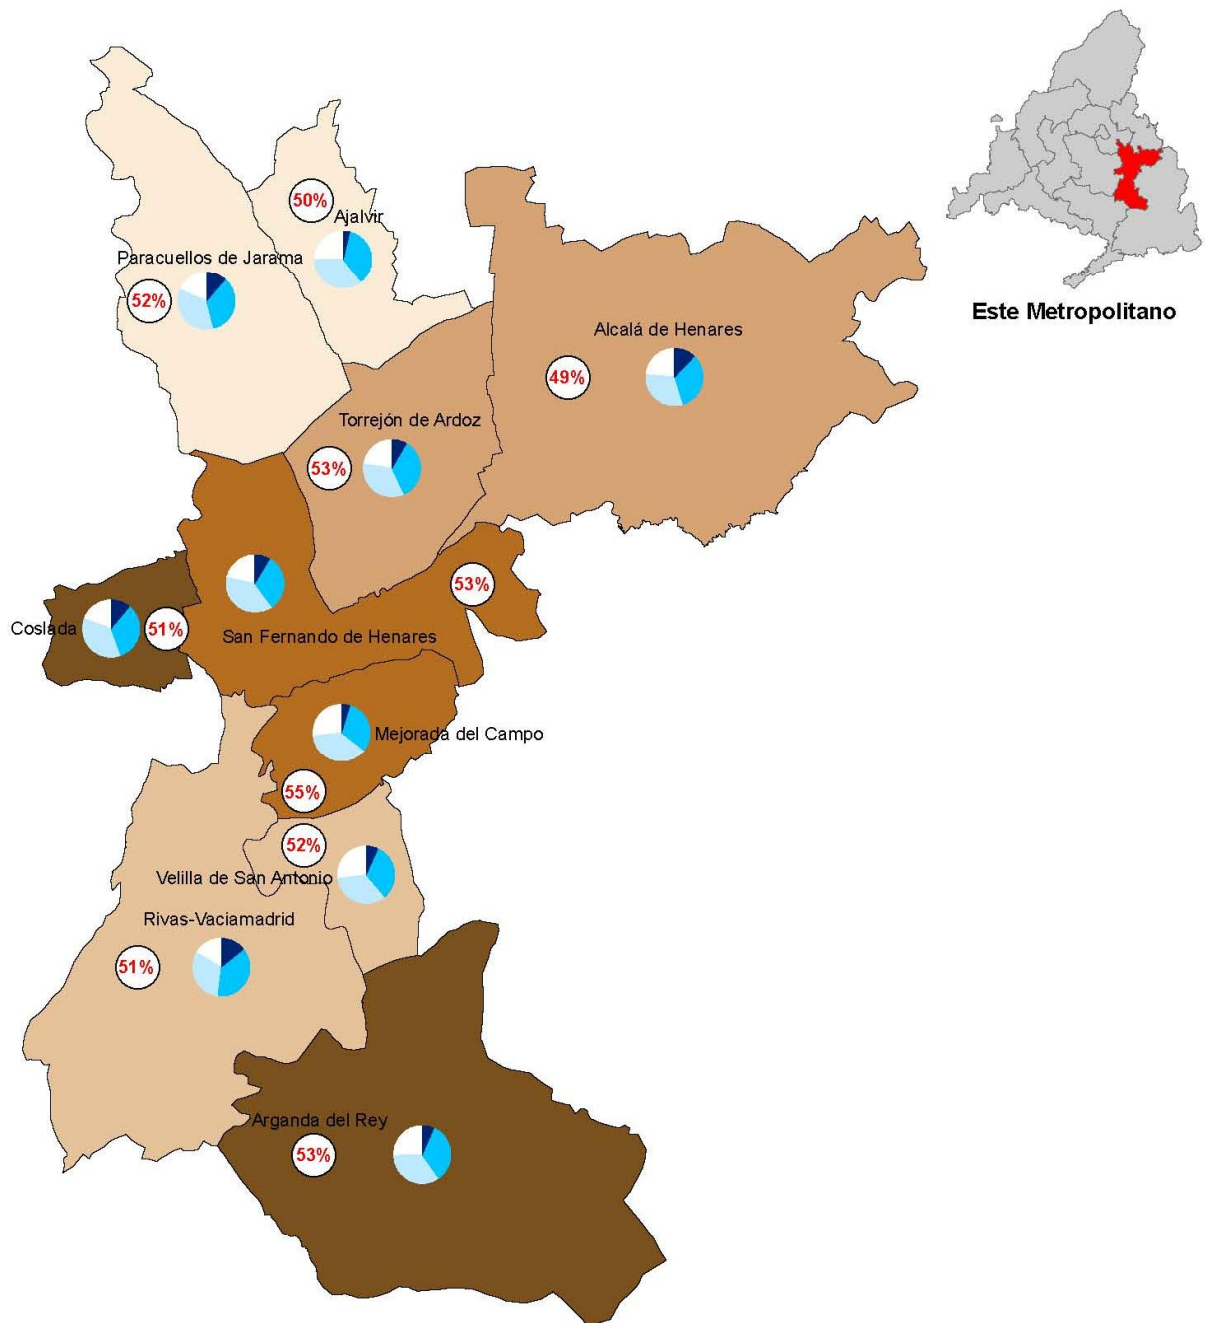 50%
Ajalvir
Paracuellos de Jarama
52%
Este Metropolitano
Alcalá de Henares
49%
Torrejón de Ardoz
53%
53%
Coslada
51%
San Fernando de Henares
Mejorada del Campo
55%
52%
Velilla de San Antonio
Rivas-Vaciamadrid
51%
Arganda del Rey
53%